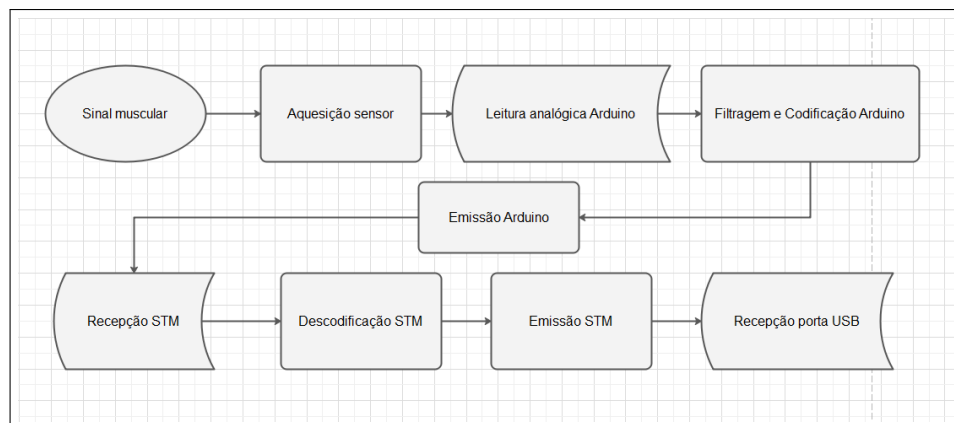 Sinal muscular
Aquesição sensor
Leitura analógica Arduino
Filtragem e Codificação Arduino
Emissão Arduino
Recepção STM
Descodificação STM
Emissão STM
Recepção porta USB